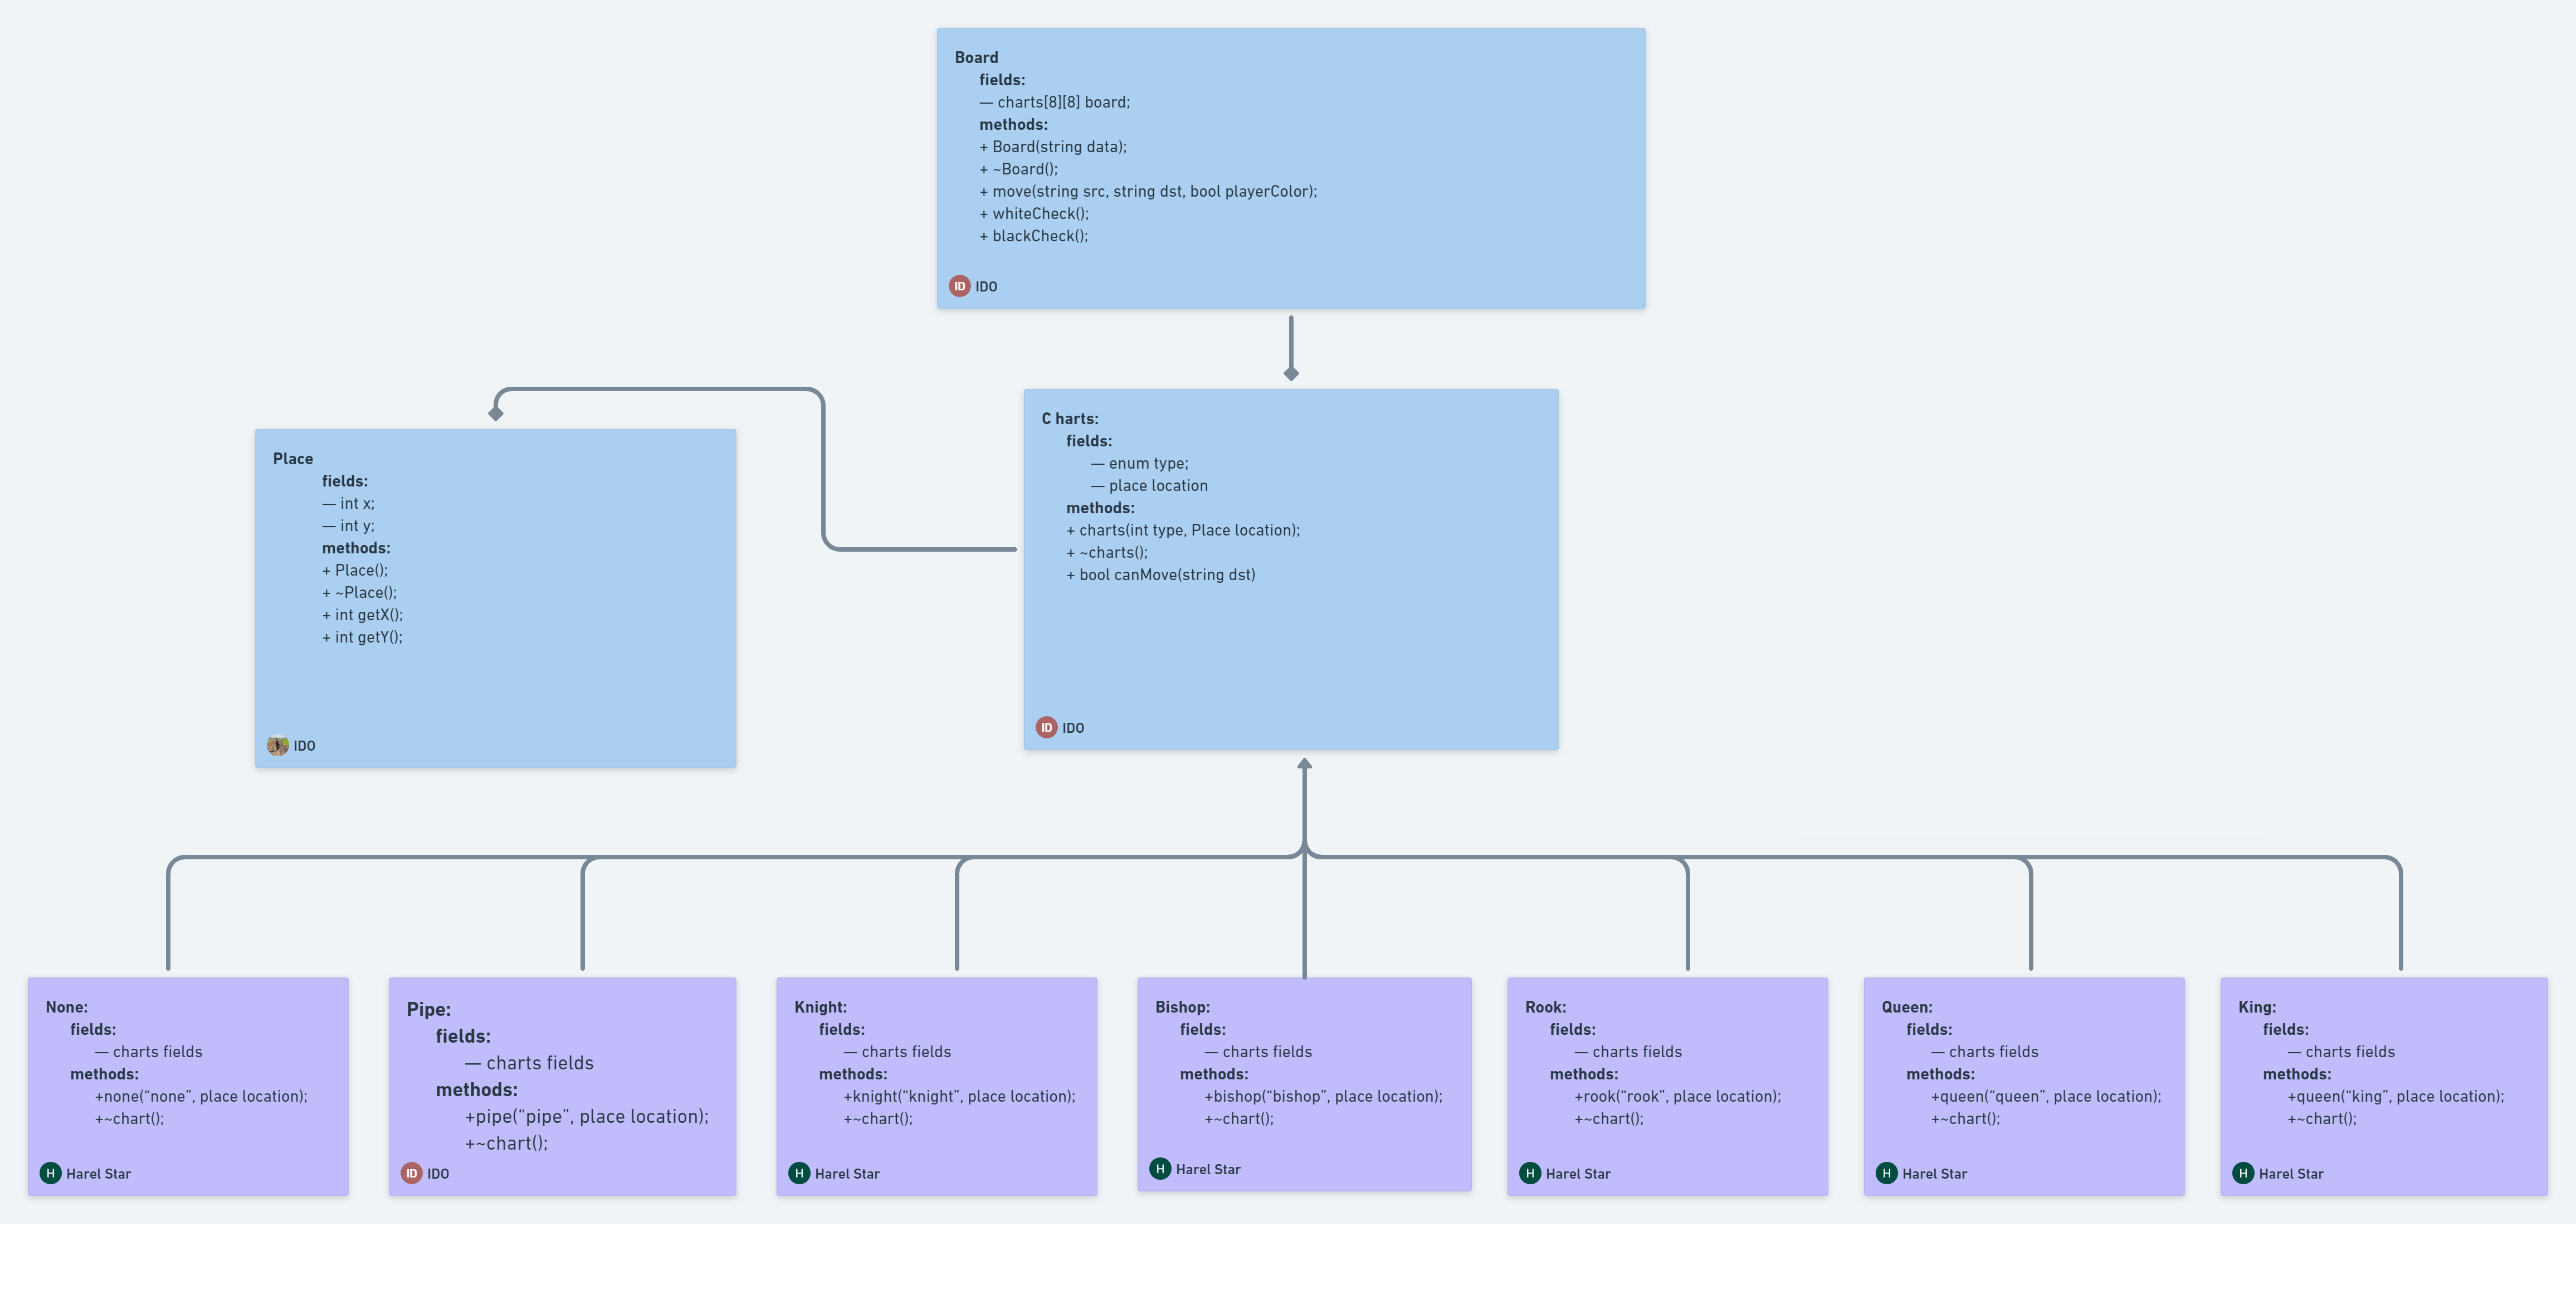 Board
fields:
— charts[8][8] board;
methods:
+ Board(string data);
+ ~Board();
+ move(string src, string dst, bool playerColor);
+ whiteCheck();
+ blackCheck();
ID IDO
Place
fields:
— int x;
— int y;
methods:
+ Place();
+ ~Place();
+ int getX();
+ int getY();
IDO
C harts:
fields:
— enum type;
— place location
methods:
+ charts(int type, Place location);
+ ~charts();
+ bool canMove(string dst)
ID IDO
None:
fields:
— charts fields
methods:
+none(“none”, place location);
+~chart();
H Harel Star
Pipe:
fields:
— charts fields
methods:
+pipe(“pipe”, place location);
+~chart();
ID IDO
Knight:
fields:
— charts fields
methods:
+knight(“knight”, place location);
+~chart();
H Harel Star
Bishop:
fields:
— charts fields
methods:
+bishop(“bishop”, place location);
+~chart();
H Harel Star
Rook:
fields:
— charts fields
methods:
+rook(“rook”, place location);
+~chart();
H Harel Star
Queen:
fields:
— charts fields
methods:
+queen(“queen”, place location);
+~chart();
H Harel Star
King:
fields:
— charts fields
methods:
+queen(“king”, place location);
+~chart();
H Harel Star